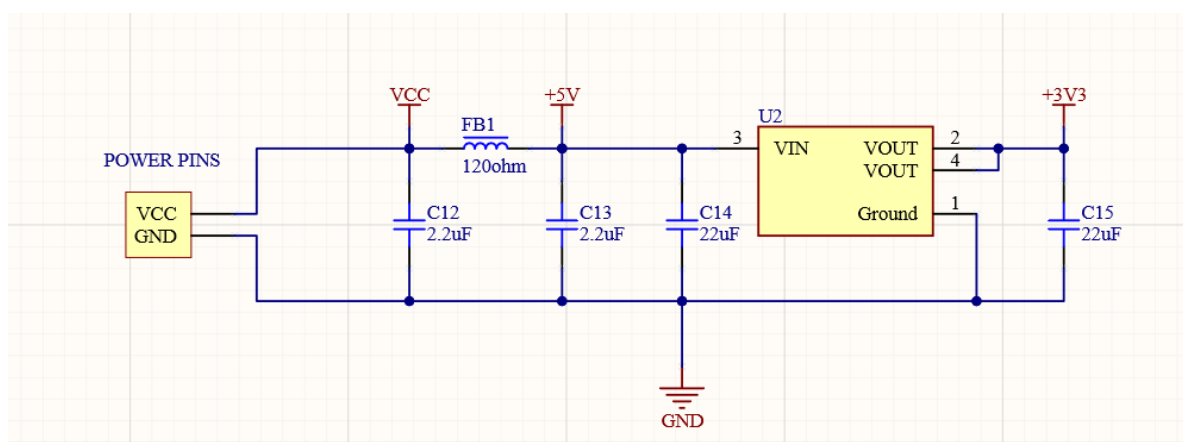 VCC
+5V
+3V3
FB1
U2
120ohm
3
VIN
VOUT
2
VOUT
4
Ground
1
POWER PINS
VCC
GND
C12
2.2uF
C13
2.2uF
C14
22uF
C15
22uF
GND